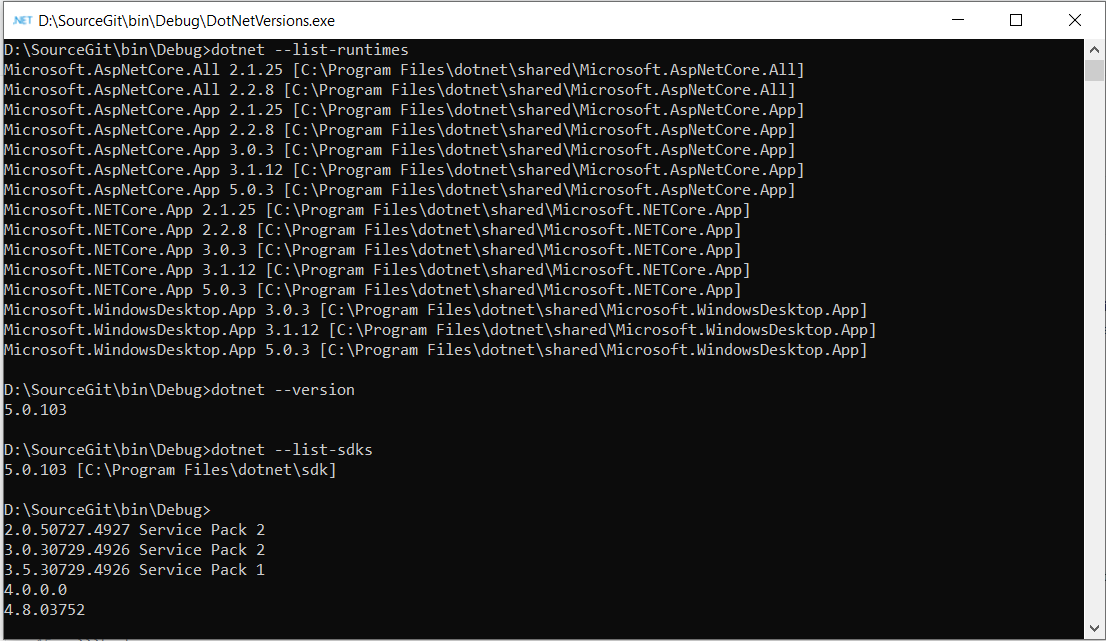 .NET D:\SourceGit\bin\Debug\DotNetVersions.exe
D:\SourceGit\bin\Debug>dotnet --list-runtimes
Microsoft.AspNetCore.All 2.1.25 [C:\Program Files\dotnet\shared\Microsoft.AspNetCore.All]
Microsoft.AspNetCore.All 2.2.8 [C:\Program Files\dotnet\shared\Microsoft.AspNetCore.All]
Microsoft.AspNetCore.App 2.1.25 [C:\Program Files\dotnet\shared\Microsoft.AspNetCore.App]
Microsoft.AspNetCore.App 2.2.8 [C:\Program Files\dotnet\shared\Microsoft.AspNetCore.App]
Microsoft.AspNetCore.App 3.0.3 [C:\Program Files\dotnet\shared\Microsoft.AspNetCore.App]
Microsoft.AspNetCore.App 3.1.12 [C:\Program Files\dotnet\shared\Microsoft.AspNetCore.App]
Microsoft.AspNetCore.App 5.0.3 [C:\Program Files\dotnet\shared\Microsoft.AspNetCore.App]
Microsoft.NETCore.App 2.1.25 [C:\Program Files\dotnet\shared\Microsoft.NETCore.App]
Microsoft.NETCore.App 2.2.8 [C:\Program Files\dotnet\shared\Microsoft.NETCore.App]
Microsoft.NETCore.App 3.0.3 [C:\Program Files\dotnet\shared\Microsoft.NETCore.App]
Microsoft.NETCore.App 3.1.12 [C:\Program Files\dotnet\shared\Microsoft.NETCore.App]
Microsoft.NETCore.App 5.0.3 [C:\Program Files\dotnet\shared\Microsoft.NETCore.App]
Microsoft.WindowsDesktop.App 3.0.3 [C:\Program Files\dotnet\shared\Microsoft.WindowsDesktop.App]
Microsoft.WindowsDesktop.App 3.1.12 [C:\Program Files\dotnet\shared\Microsoft.WindowsDesktop.App]
Microsoft.WindowsDesktop.App 5.0.3 [C:\Program Files\dotnet\shared\Microsoft.WindowsDesktop.App]
D:\SourceGit\bin\Debug>dotnet --version
5.0.103
D:\SourceGit\bin\Debug>dotnet --list-sdks
5.0.103 [C:\Program Files\dotnet\sdk]
D:\SourceGit\bin\Debug>
2.0.50727.4927 Service Pack 2
3.0.30729.4926 Service Pack 2
3.5.30729.4926 Service Pack 1
4.0.0.0
4.8.03752